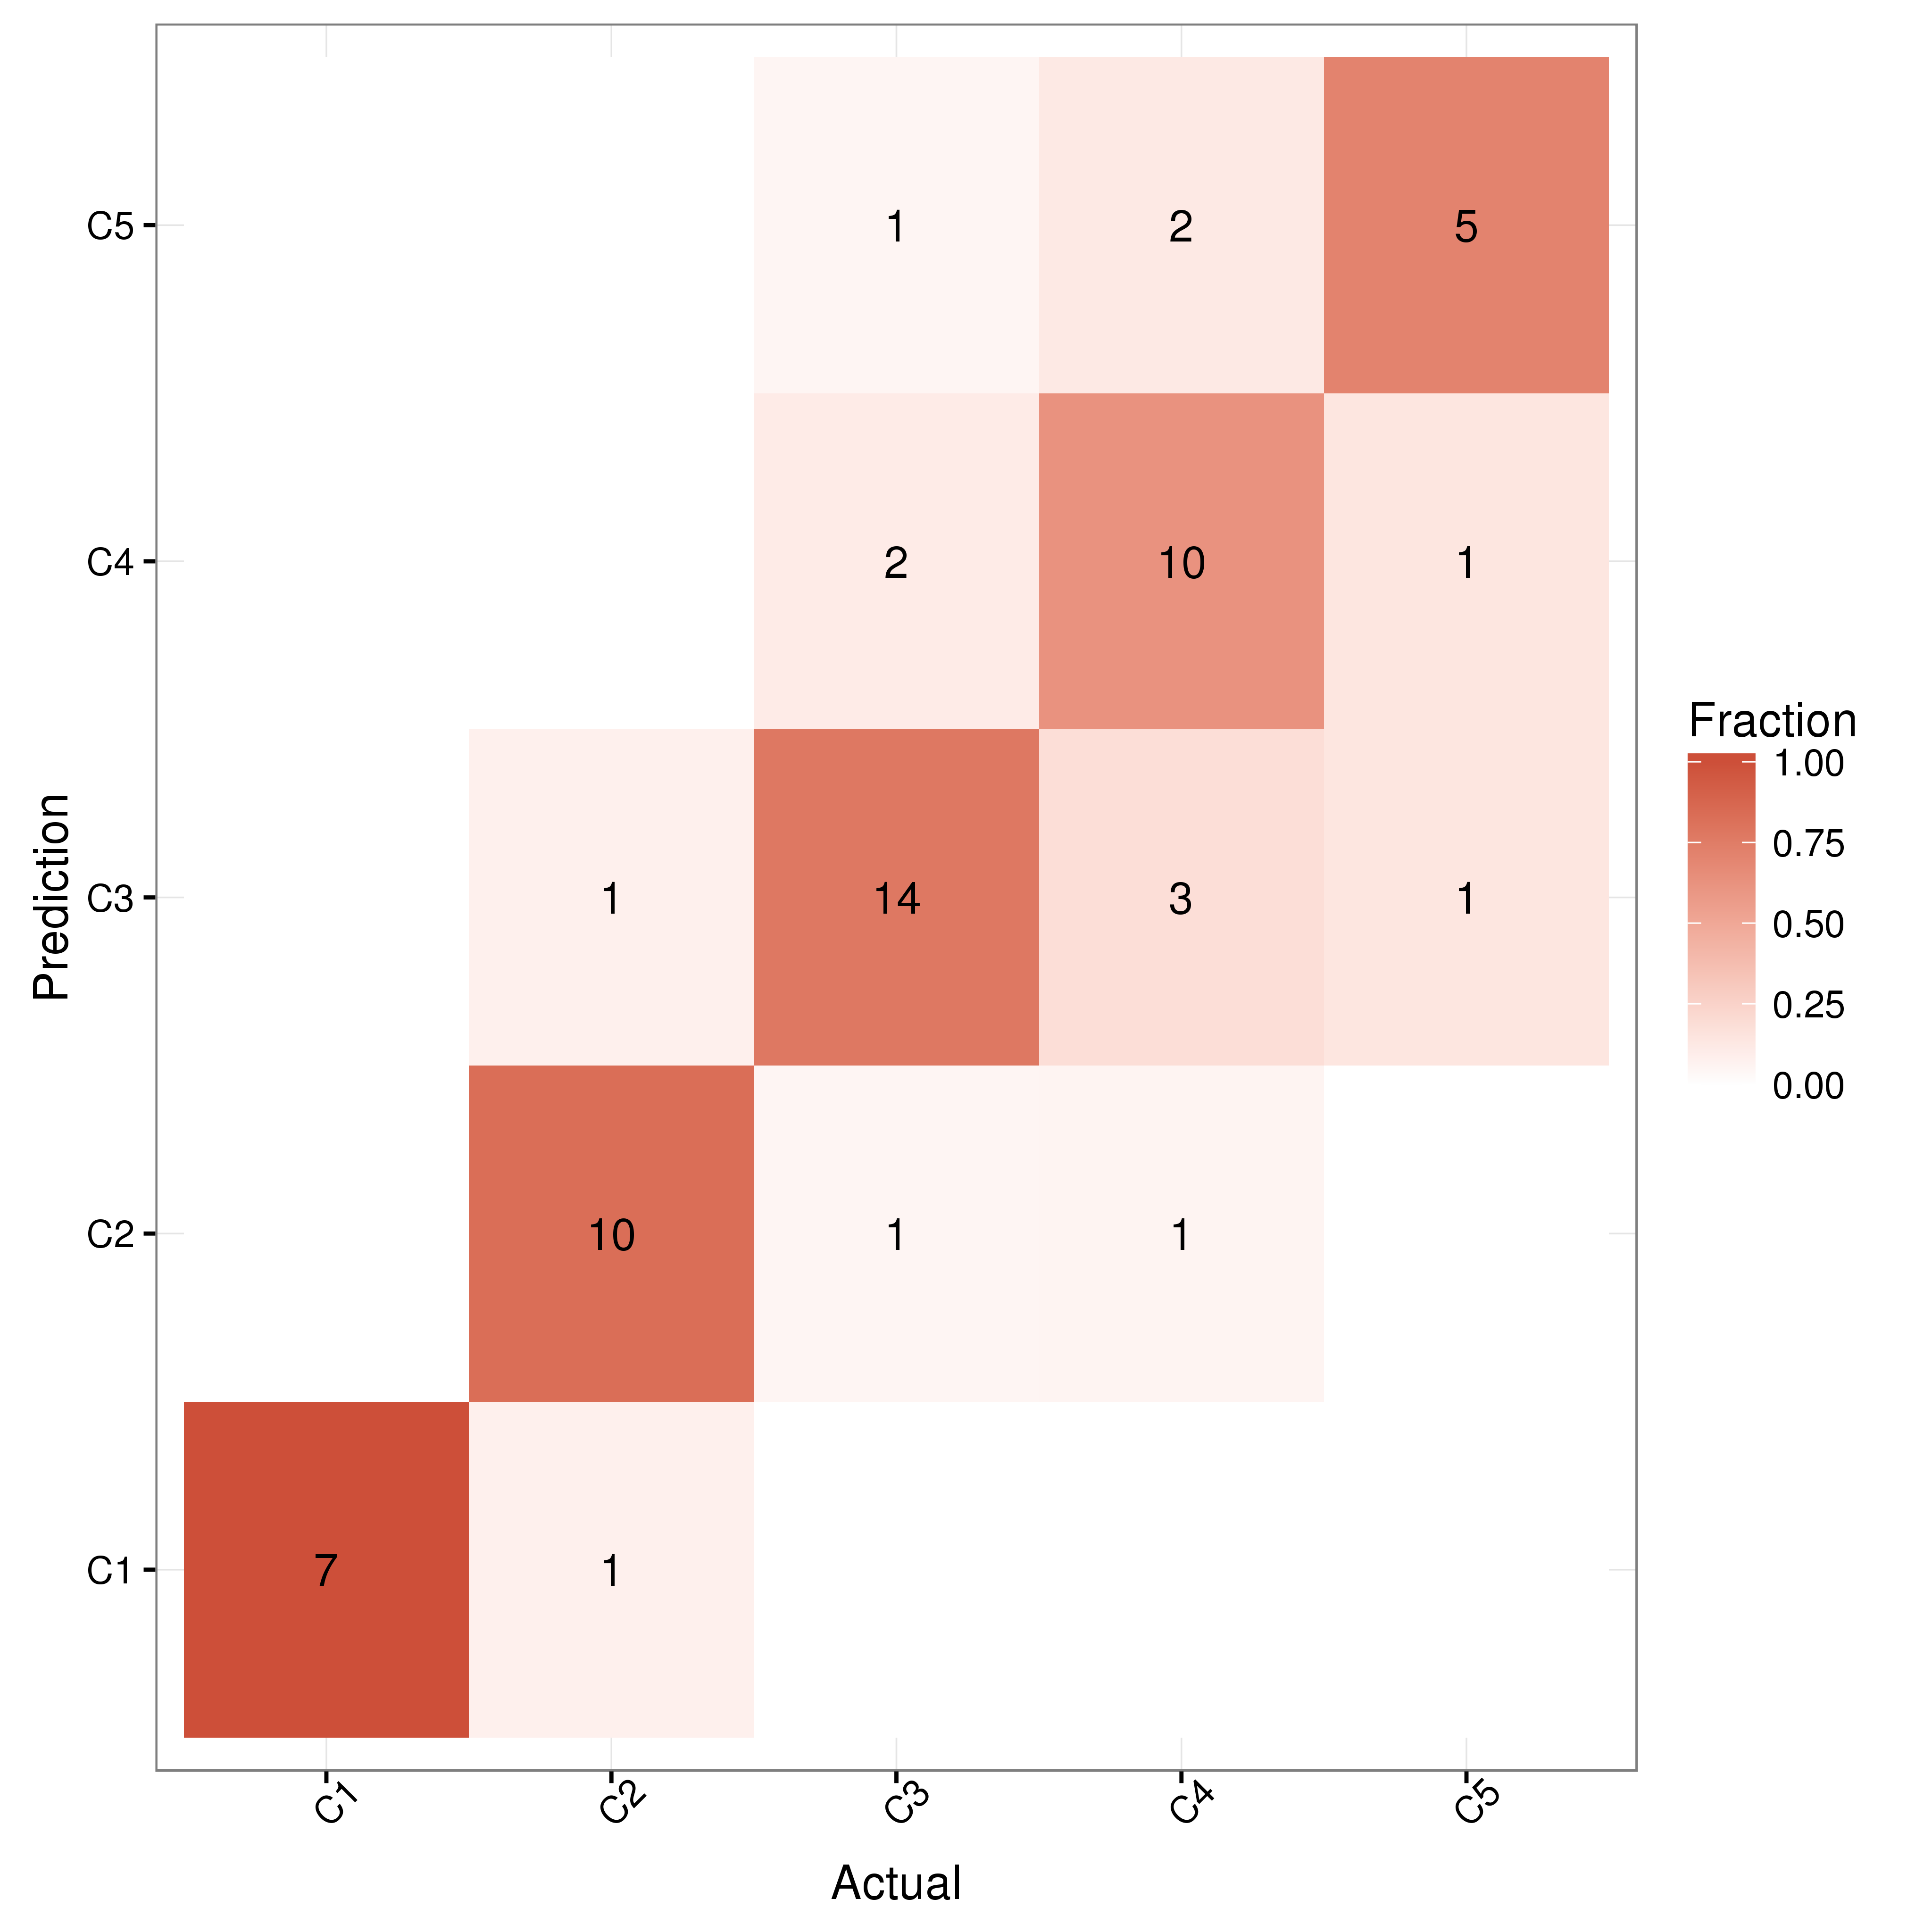 C5
1 2 5
C4
2 10 1
Prediction
C3
1 14 3 1
C2
10 1 1
C1
7 1
C1 C2 C3 C4 C5
Actual
Fraction
1.00
0.75
0.50
0.25
0.00